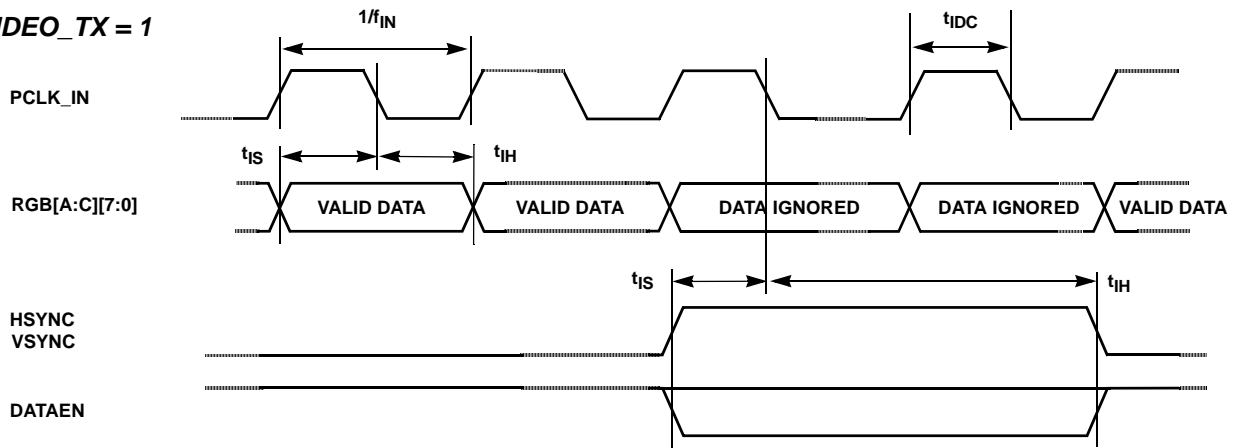 IDEO_TX = 1
1/fIN
tIDC
PCLK_IN
tIS
tIH
RGB[A:C][7:0]
VALID DATA
VALID DATA
DATA IGNORED
DATA IGNORED
VALID DATA
tIS
tIH
HSYNC
VSYNC
DATAEN